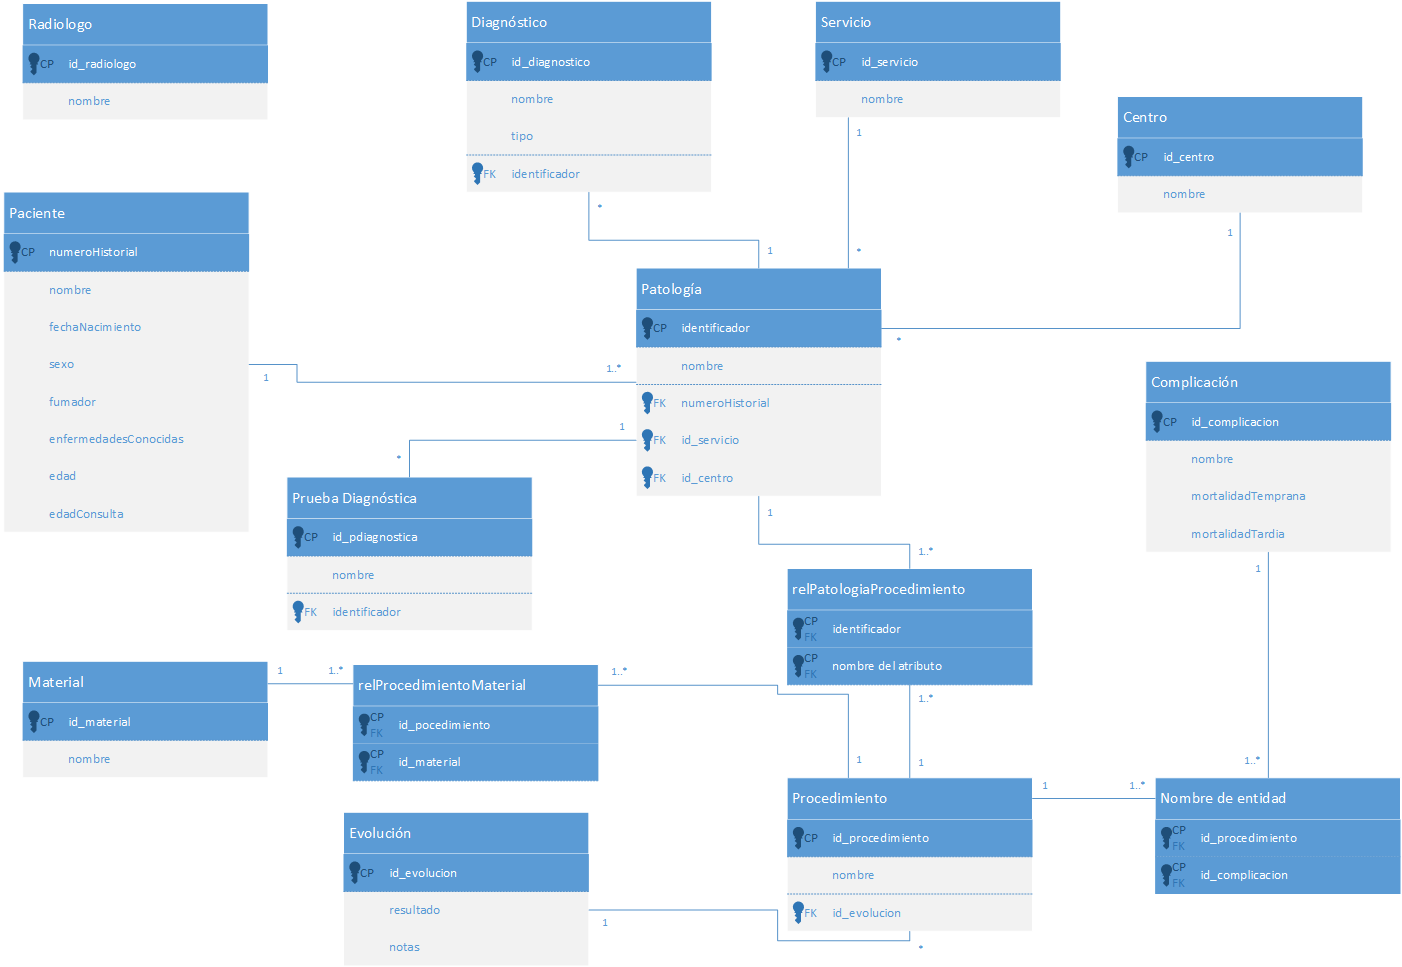 Radiologo
CP id_radiologo
nombre
Diagnóstico
CP id_diagnostico
nombre
tipo
FK identificador
*
1
Servicio
CP id_servicio
nombre
1
*
Centro
CP id_centro
nombre
1
*
Paciente
CP numeroHistorial
nombre
fechaNacimiento
sexo
fumador
enfermedadesConocidas
edad
edadConsulta
1
1..*
Patología
CP identificador
nombre
FK numeroHistorial
FK id_servicio
FK id_centro
1
*
1
1..*
Prueba Diagnóstica
CP id_pdiagnostica
nombre
FK identificador
Complicación
CP id_complicacion
nombre
mortalidadTemprana
mortalidadTardia
1
1..*
relPatologiaProcedimiento
CP FK identificador
CP FK nombre del atributo
1..*
1
Material
CP id_material
nombre
1
1..*
relProcedimientoMaterial
CP FK id_pocedimiento
CP FK id_material
1..*
1
Procedimiento
CP id_procedimiento
nombre
FK id_evolucion
1
1..*
Nombre de entidad
CP FK id_procedimiento
CP FK id_complicacion
Evolución
CP id_evolucion
resultado
notas
1
*